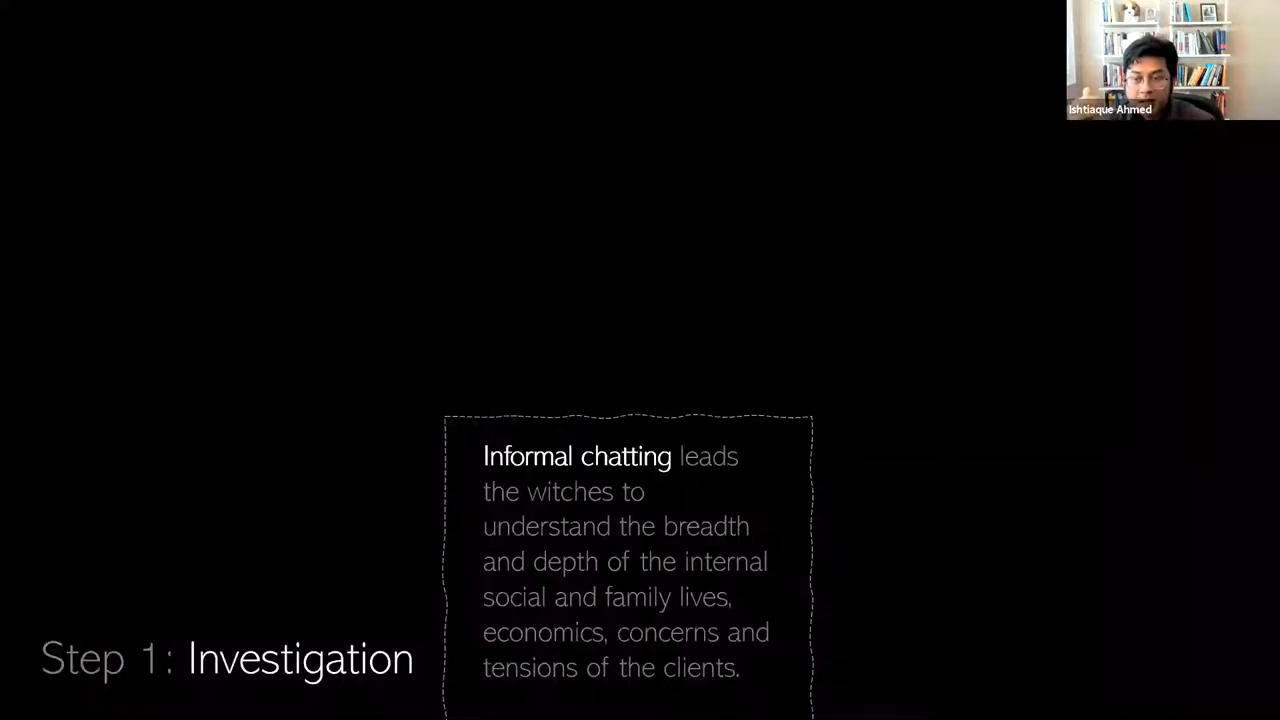 Ishtiaque Ahmed
Informal chatting leads
the witches to
understand the breadth
and depth of the internal
social and family lives,
economics, concerns and
tensions of the clients.
Step 1: Investigation